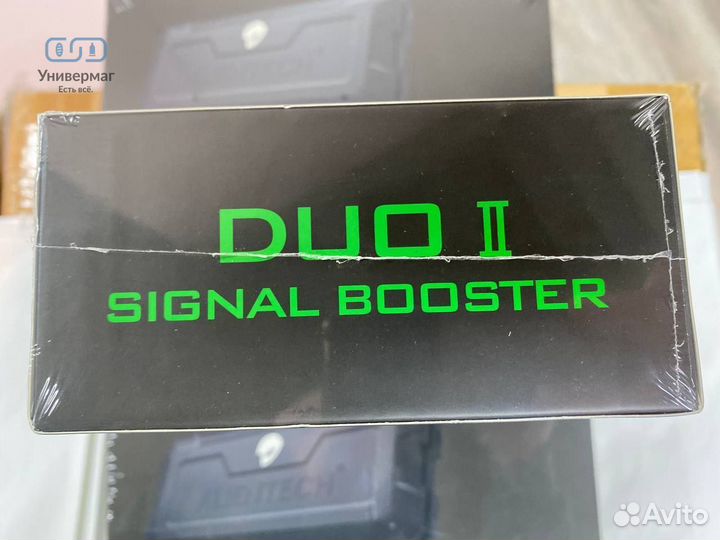 Универмаг
Есть всё.
DUO II
SIGNAL BOOSTER
Avito